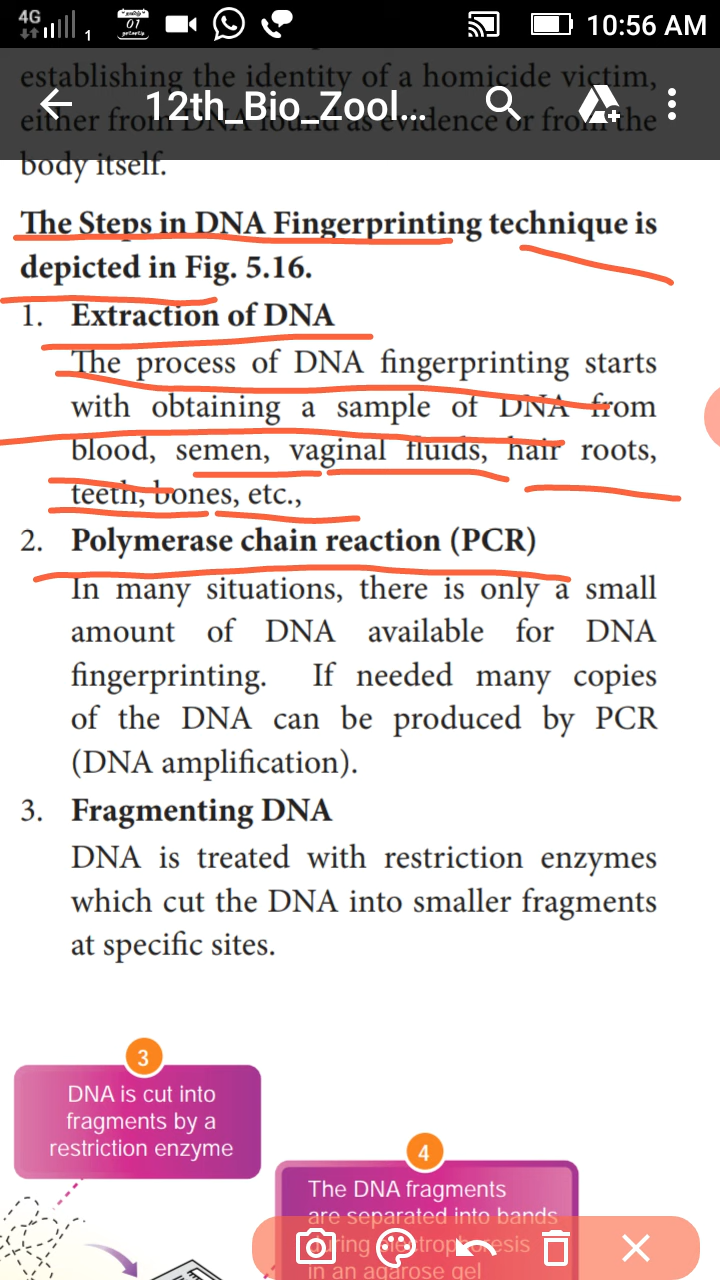 4G
1
07
10:56 AM
establishing the identity of a homicide victim,
12th_Bio_Zool...
either from DNA found as evidence or from the
body itself.
The Steps in DNA Fingerprinting technique is
depicted in Fig. 5.16.
1. Extraction of DNA
The process of DNA fingerprinting starts
with obtaining a sample of DNA from
blood, semen, vaginal fluids, hair roots,
teeth, bones, etc.,
2. Polymerase chain reaction (PCR)
In many situations, there is only a small
amount of DNA available for DNA
fingerprinting. If needed many copies
of the DNA can be produced by PCR
(DNA amplification).
3. Fragmenting DNA
DNA is treated with restriction enzymes
which cut the DNA into smaller fragments
at specific sites.
3
DNA is cut into
fragments by a
restriction enzyme
4
The DNA fragments
are separated into bands
during electrophoresis
in an agarose gel